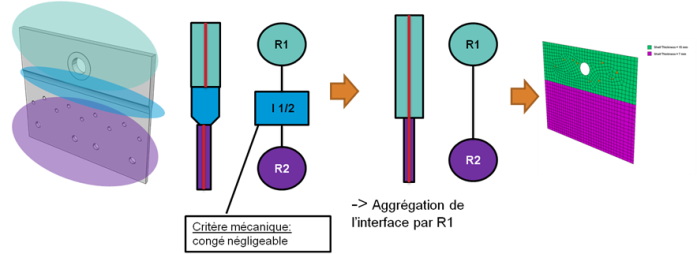 R1
I 1/2
R2
Critère mécanique:
congé négligeable
R1
R2
-> Aggrégation de
l'interface par R1